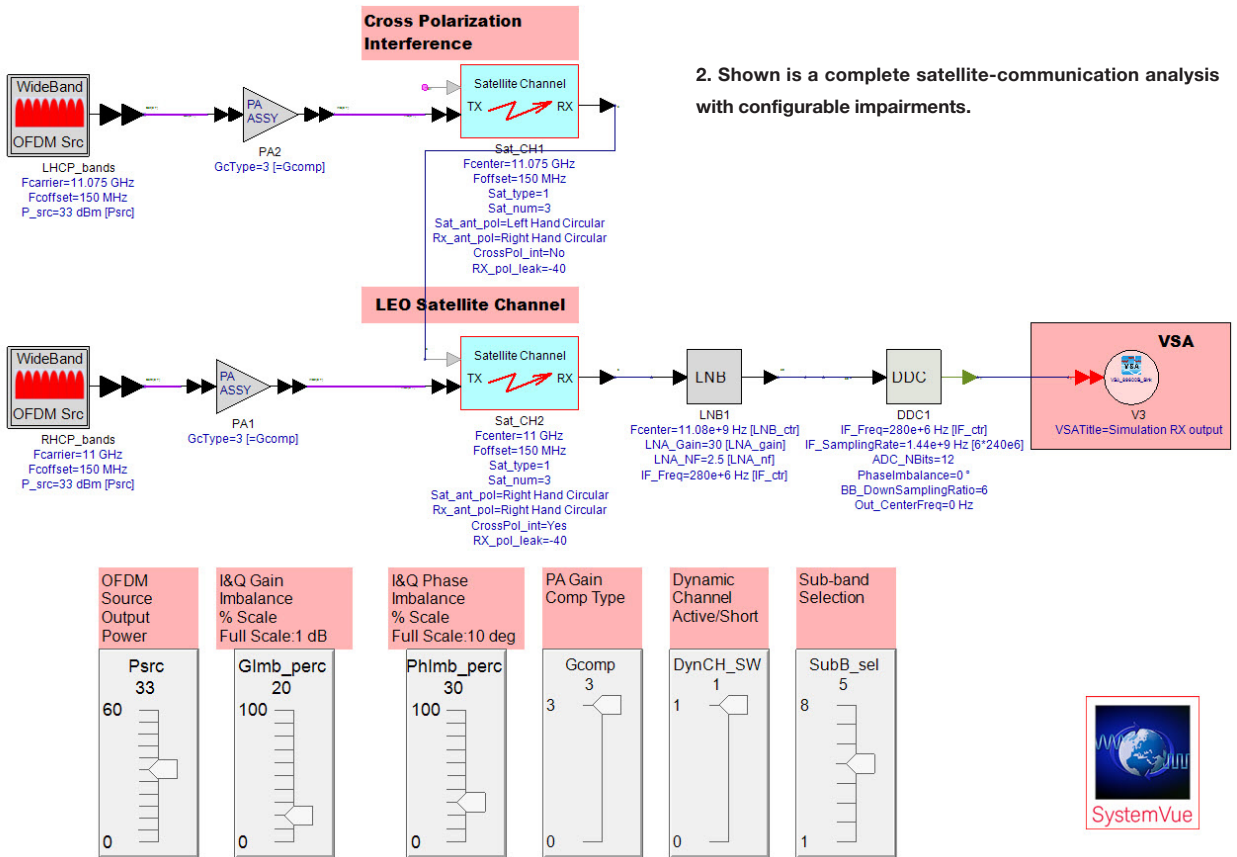 Cross Polarization
Interference
2. Shown is a complete satellite-communication analysis
with configurable impairments.
WideBand
OFDM Src
LHCP_bands
Fcarrier=11.075 GHz
Fcoffset=150 MHz
P_src=33 dBm [Psrc]
PA
ASSY
PA2
GcType=3 [=Gcomp]
Satellite Channel
TX RX
Sat_CH1
Fcenter=11.075 GHz
Foffset=150 MHz
Sat_type=1
Sat_num=3
Sat_ant_pol=Left Hand Circular
Rx_ant_pol=Right Hand Circular
CrossPol_int=No
RX_pol_leak=-40
LEO Satellite Channel
WideBand
OFDM Src
RHCP_bands
Fcarrier=11 GHz
Fcoffset=150 MHz
P_src=33 dBm [Psrc]
PA
ASSY
PA1
GcType=3 [=Gcomp]
Satellite Channel
TX RX
Sat_CH2
Fcenter=11 GHz
Foffset=150 MHz
Sat_type=1
Sat_num=3
Sat_ant_pol=Right Hand Circular
Rx_ant_pol=Right Hand Circular
CrossPol_int=Yes
RX_pol_leak=-40
LNB
LNB1
Fcenter=11.08e+9 Hz [LNB_ctr]
LNA_Gain=30 [LNA_gain]
LNA_NF=2.5 [LNA_nf]
IF_Freq=280e+6 Hz [IF_ctr]
DDC
DDC1
IF_Freq=280e+6 Hz [IF_ctr]
IF_SamplingRate=1.44e+9 Hz [6*240e6]
ADC_NBits=12
PhaseImbalance=0 °
BB_DownSamplingRatio=6
Out_CenterFreq=0 Hz
VSA
VSA
V3
VSATitle=Simulation RX output
OFDM
Source
Output
Power
Psrc
33
60
0
I&Q Gain
Imbalance
% Scale
Full Scale:1 dB
GImb_perc
20
100
0
I&Q Phase
Imbalance
% Scale
Full Scale:10 deg
PhImb_perc
30
100
0
PA Gain
Comp Type
Gcomp
3
3
0
Dynamic
Channel
Active/Short
DynCH_SW
1
1
0
Sub-band
Selection
SubB_sel
5
8
1
SystemVue